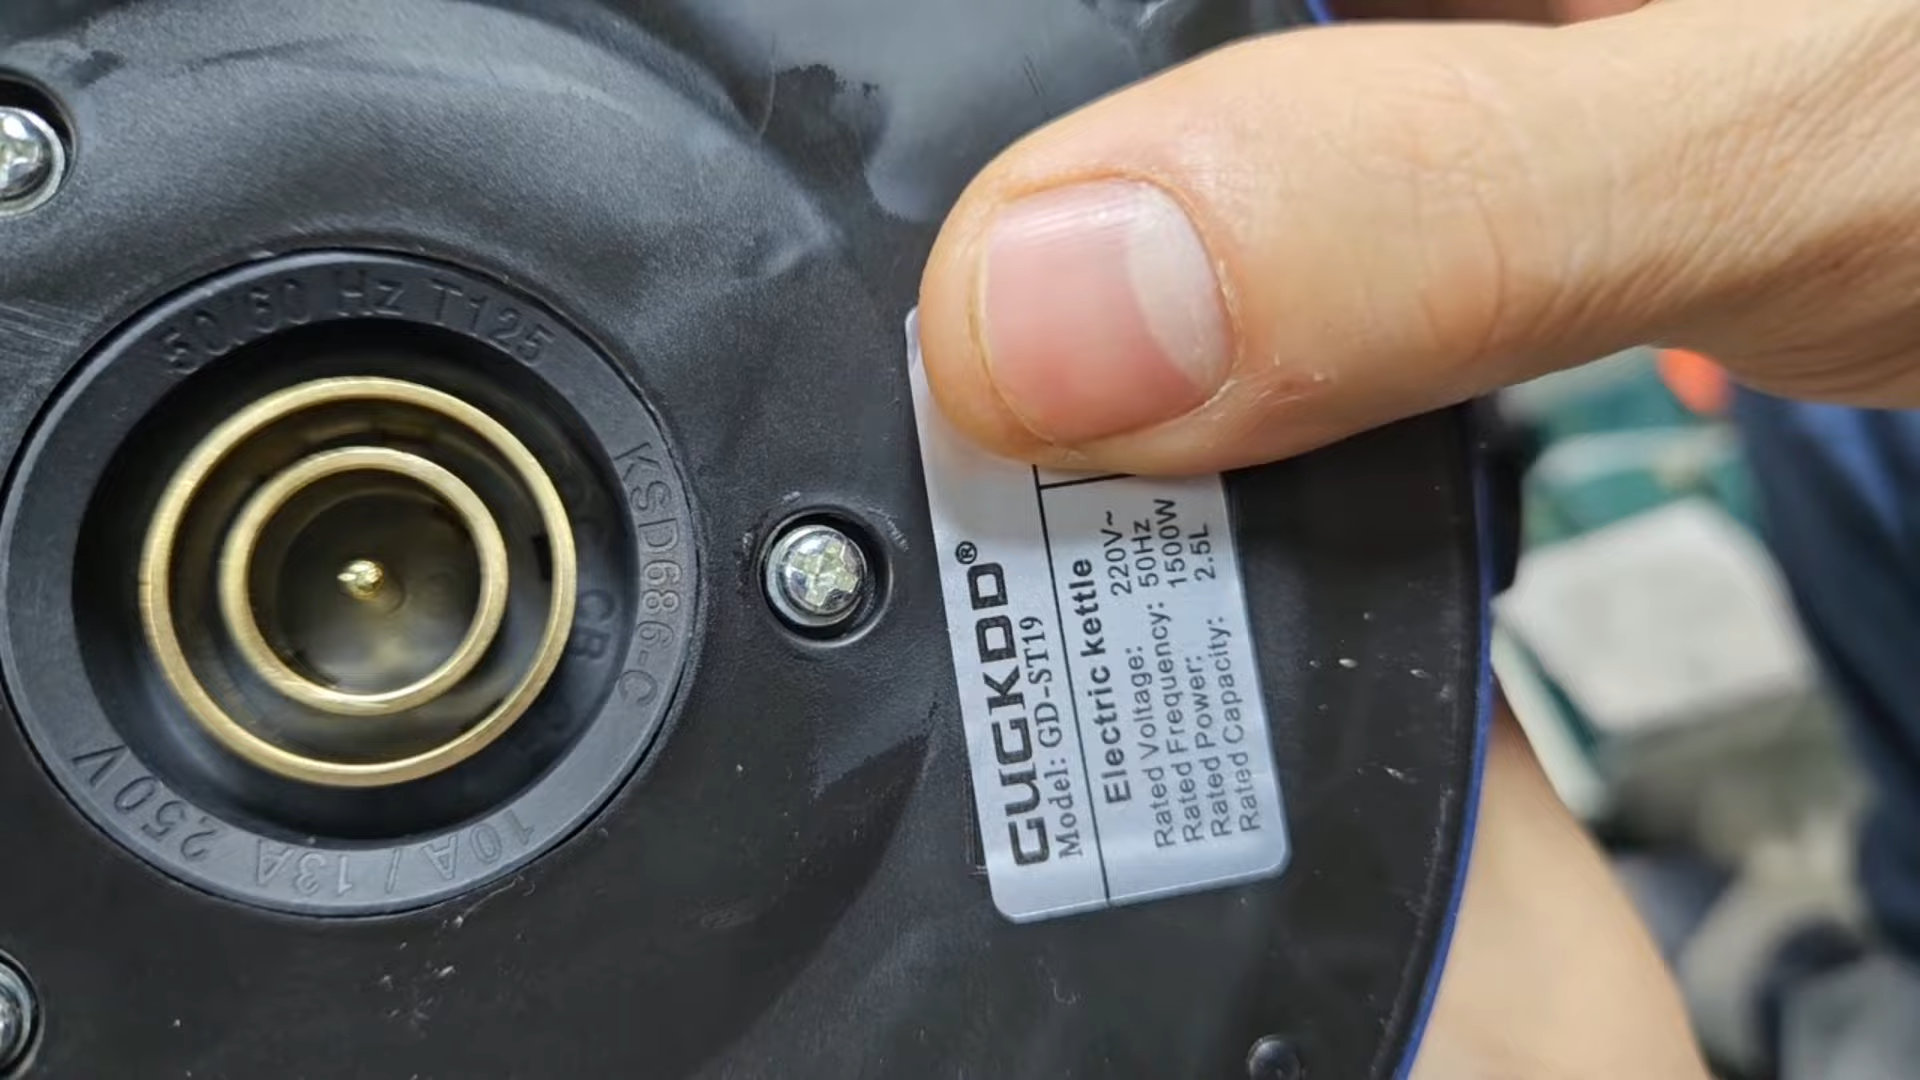 50/60 Hz T125
KSD986-C
10A/13A 250V
CB
GUGKDD®
Model: GD-ST19
Electric kettle
Rated Voltage: 220V~
Rated Frequency: 50Hz
Rated Power: 1500W
Rated Capacity: 2.5L